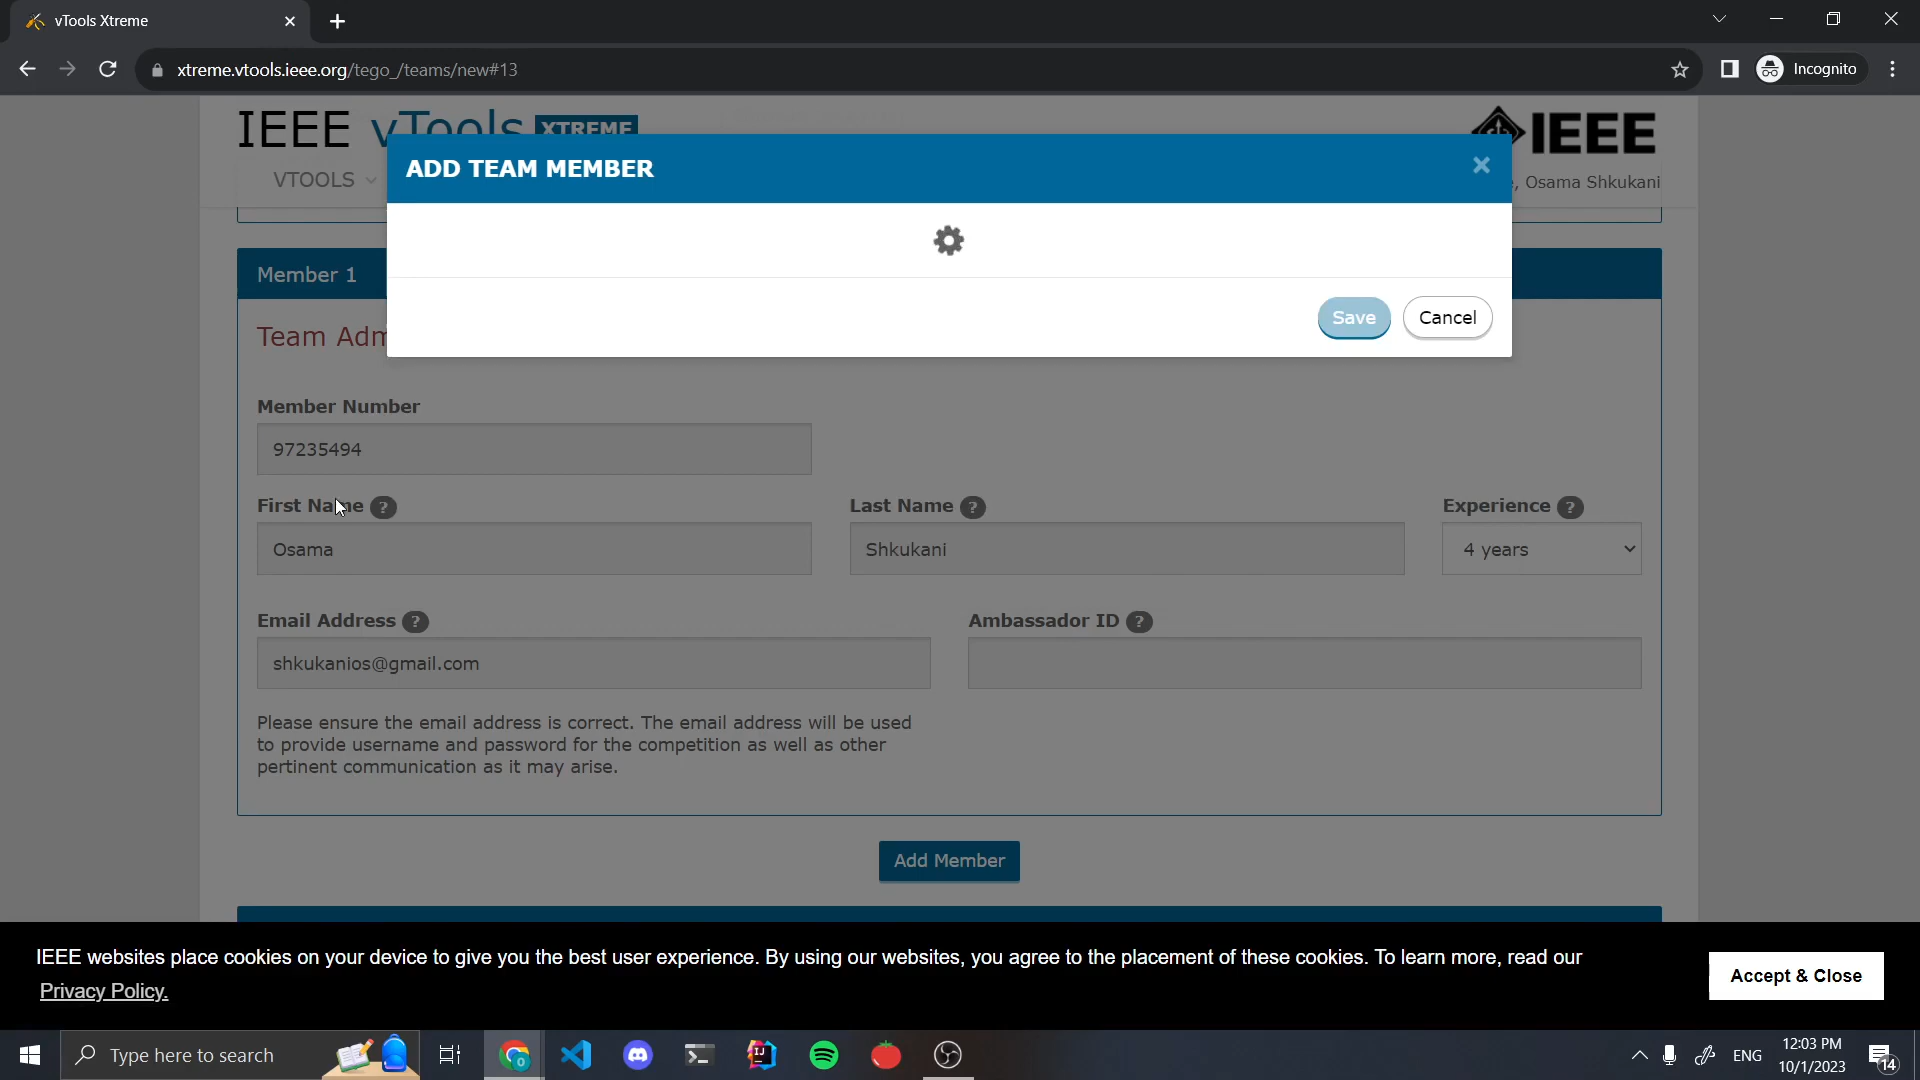 vTools Xtreme
xtreme.vtools.ieee.org/tego_/teams/new#13
Incognito
IEEE vTools XTREME
IEEE
VTOOLS
, Osama Shkukani
ADD TEAM MEMBER
Save
Cancel
Member 1
Team Adm
Member Number
97235494
First Name ?
Last Name ?
Experience ?
Osama
Shkukani
4 years
Email Address ?
Ambassador ID ?
shkukanios@gmail.com
Please ensure the email address is correct. The email address will be used
to provide username and password for the competition as well as other
pertinent communication as it may arise.
Add Member
IEEE websites place cookies on your device to give you the best user experience. By using our websites, you agree to the placement of these cookies. To learn more, read our
Privacy Policy.
Accept & Close
Type here to search
ENG
12:03 PM
10/1/2023
14